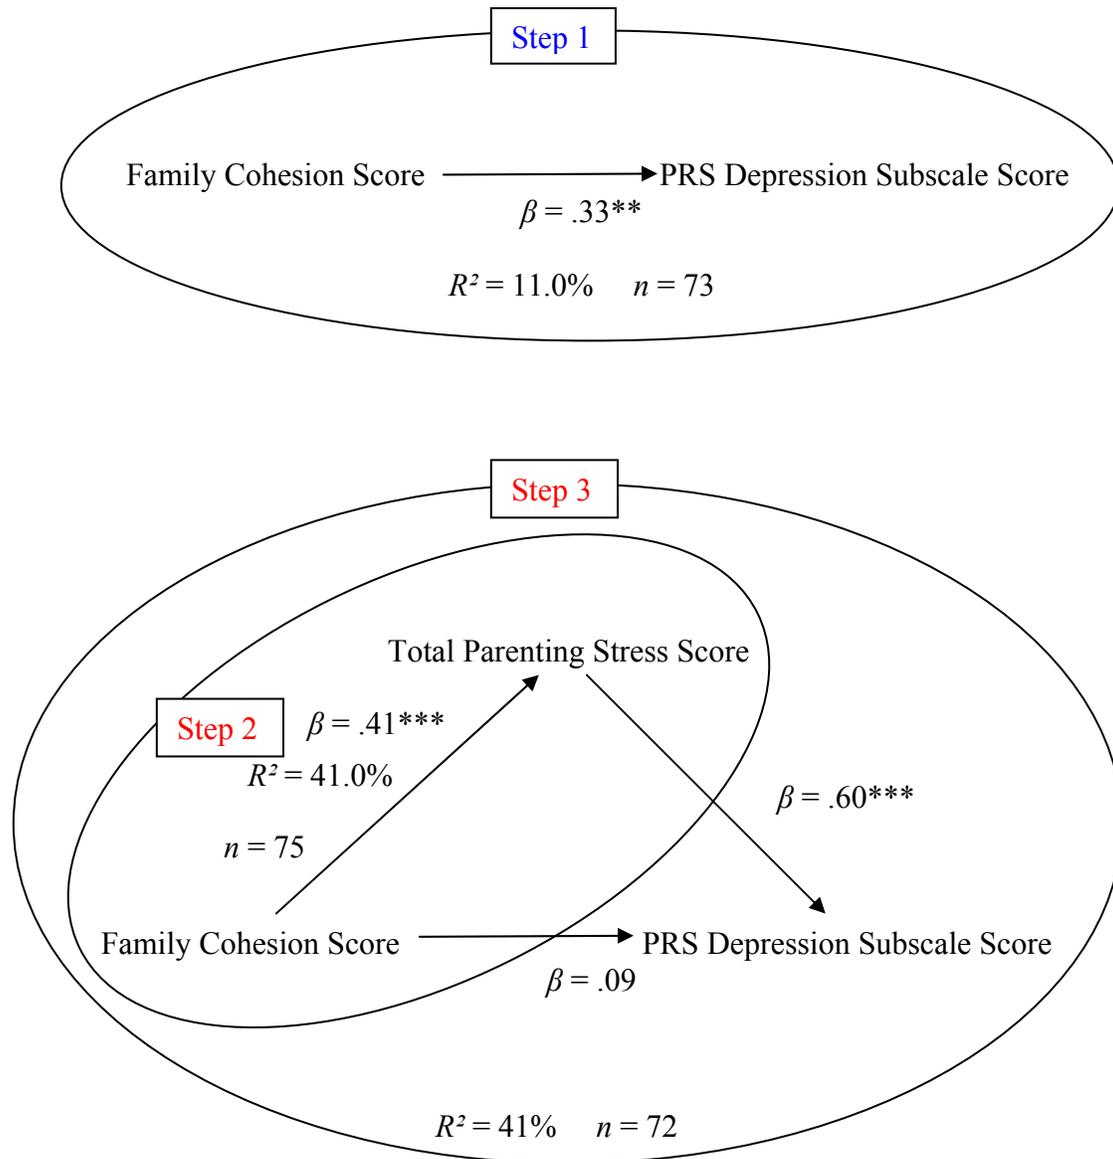 Step 1
Family Cohesion Score
PRS Depression Subscale Score
β = .33**
R² = 11.0% n = 73
Step 3
Total Parenting Stress Score
Step 2
β = .41***
R² = 41.0%
β = .60***
n = 75
Family Cohesion Score
PRS Depression Subscale Score
β = .09
R² = 41% n = 72